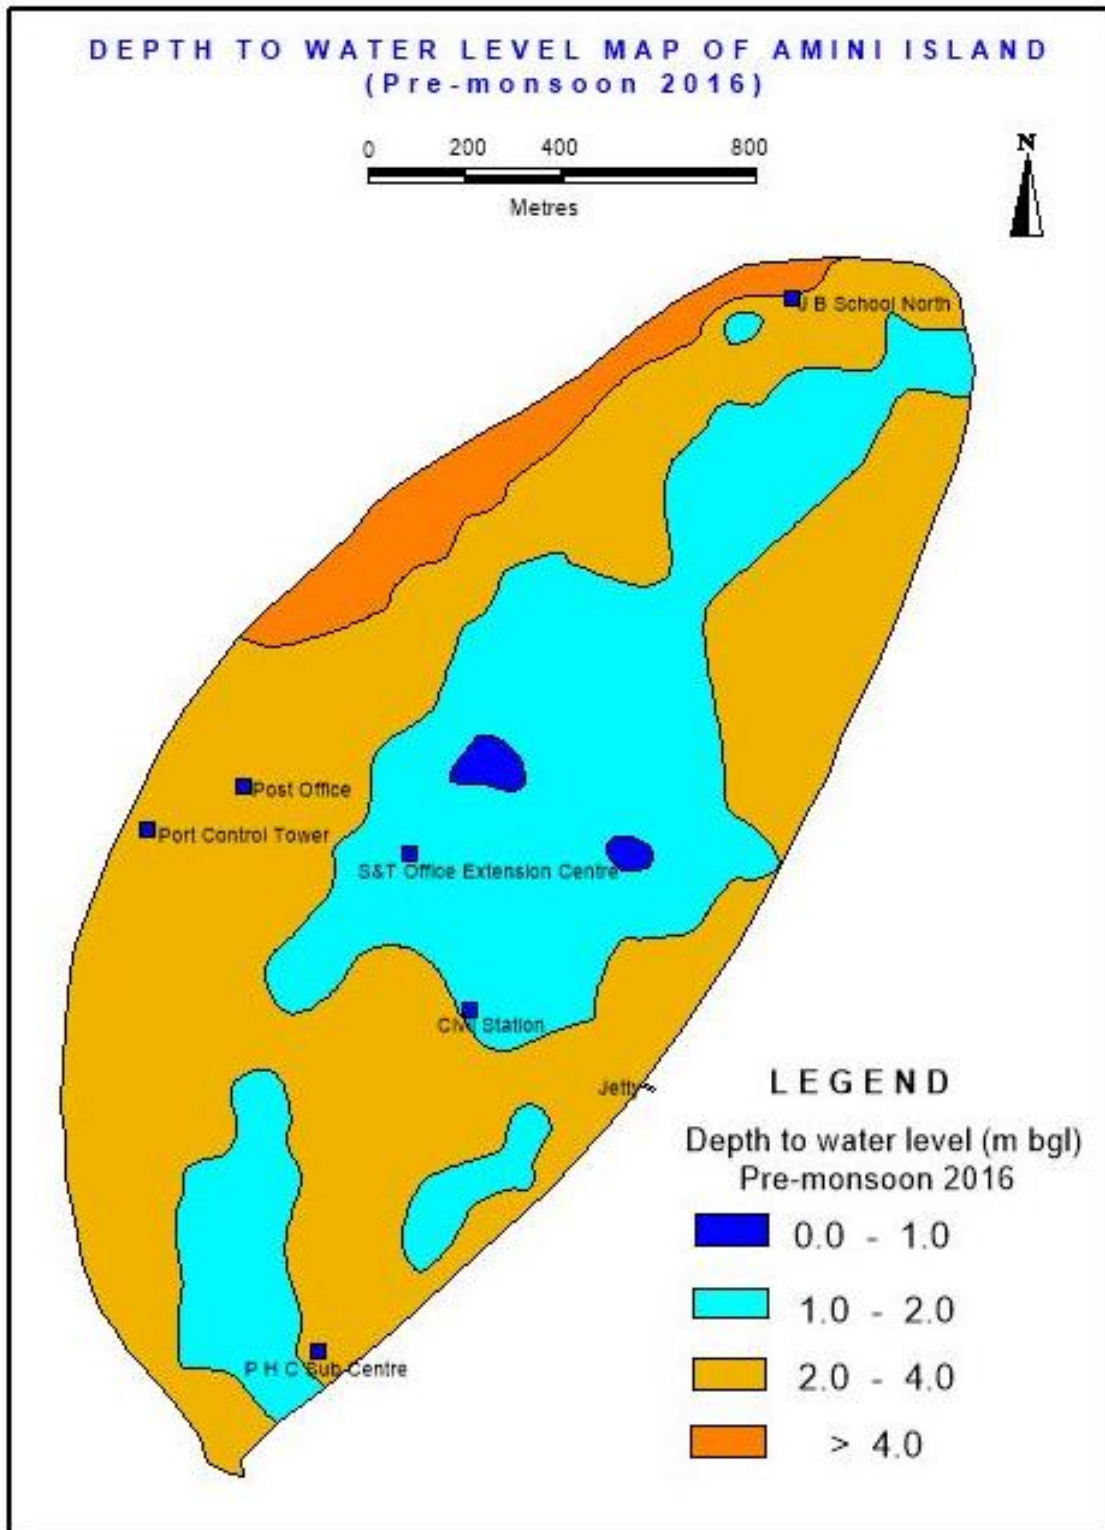 DEPTH TO WATER LEVEL MAP OF AMINI ISLAND
(Pre-monsoon 2016)
0 200 400 800
Metres
N
J B School North
Post Office
Port Control Tower
S&T Office Extension Centre
Civil Station
Jetty
LEGEND
Depth to water level (m bgl)
Pre-monsoon 2016
0.0 - 1.0
1.0 - 2.0
2.0 - 4.0
> 4.0
P H C Sub-Centre